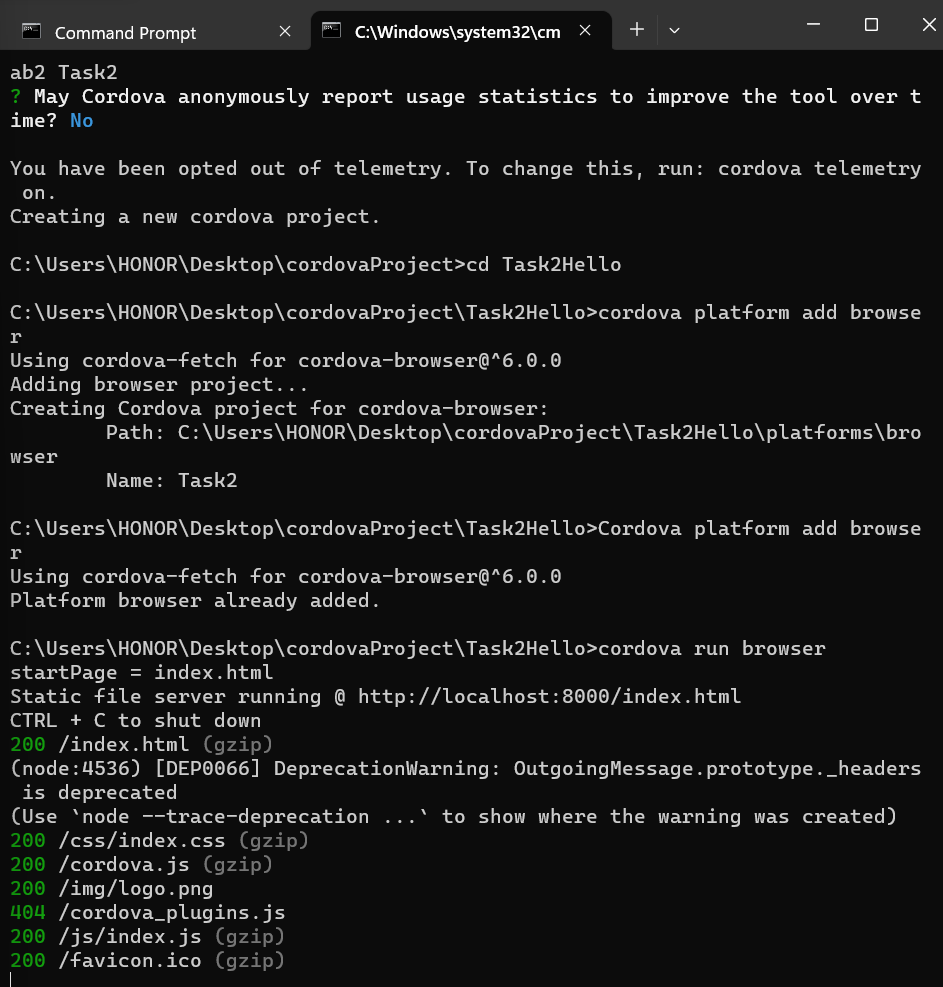 Command Prompt
C:\Windows\system32\cm
ab2 Task2
? May Cordova anonymously report usage statistics to improve the tool over t
ime? No
You have been opted out of telemetry. To change this, run: cordova telemetry
 on.
Creating a new cordova project.
C:\Users\HONOR\Desktop\cordovaProject>cd Task2Hello
C:\Users\HONOR\Desktop\cordovaProject\Task2Hello>cordova platform add browse
r
Using cordova-fetch for cordova-browser@^6.0.0
Adding browser project...
Creating Cordova project for cordova-browser:
        Path: C:\Users\HONOR\Desktop\cordovaProject\Task2Hello\platforms\bro
wser
        Name: Task2
C:\Users\HONOR\Desktop\cordovaProject\Task2Hello>Cordova platform add browse
r
Using cordova-fetch for cordova-browser@^6.0.0
Platform browser already added.
C:\Users\HONOR\Desktop\cordovaProject\Task2Hello>cordova run browser
startPage = index.html
Static file server running @ http://localhost:8000/index.html
CTRL + C to shut down
200 /index.html (gzip)
(node:4536) [DEP0066] DeprecationWarning: OutgoingMessage.prototype._headers
 is deprecated
(Use `node --trace-deprecation ...` to show where the warning was created)
200 /css/index.css (gzip)
200 /cordova.js (gzip)
200 /img/logo.png
404 /cordova_plugins.js
200 /js/index.js (gzip)
200 /favicon.ico (gzip)